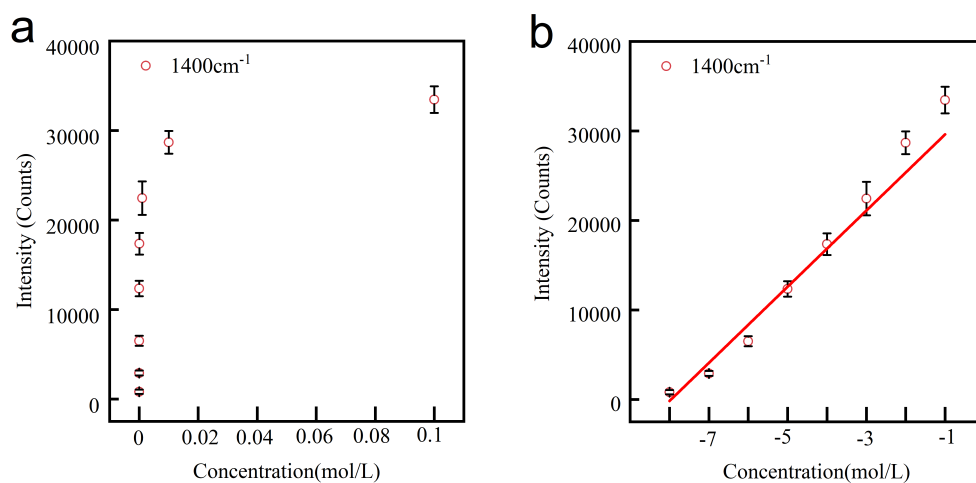 a
40000
30000
20000
10000
0
Intensity (Counts)
1400cm⁻¹
0 0.02 0.04 0.06 0.08 0.1
Concentration(mol/L)
b
40000
30000
20000
10000
0
Intensity (Counts)
1400cm⁻¹
-7 -5 -3 -1
Concentration(mol/L)